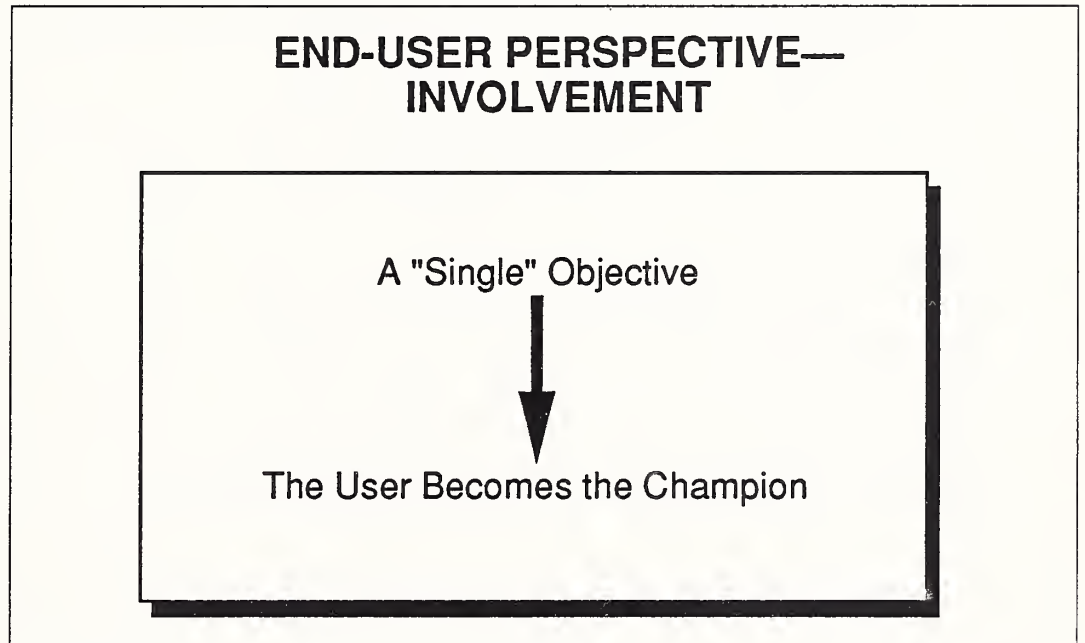 END-USER PERSPECTIVE—
INVOLVEMENT
A "Single" Objective
The User Becomes the Champion